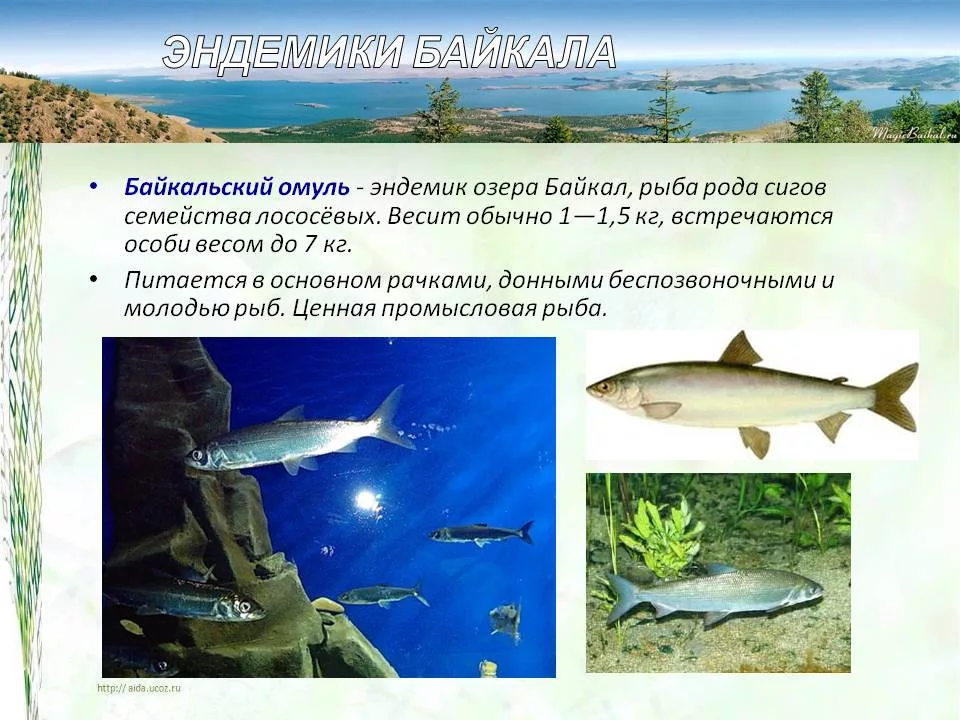 ЭНДЕМИКИ БАЙКАЛА
MagicBaikal.ru
• Байкальский омуль - эндемик озера Байкал, рыба рода сигов
семейства лососёвых. Весит обычно 1—1,5 кг, встречаются
особи весом до 7 кг.
• Питается в основном рачками, донными беспозвоночными и
молодью рыб. Ценная промысловая рыба.
http:// aida.ucoz.ru